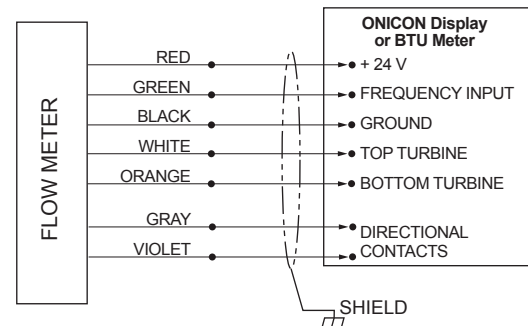 ONICON Display
or BTU Meter
RED
+ 24 V
GREEN
FREQUENCY INPUT
BLACK
GROUND
WHITE
TOP TURBINE
ORANGE
BOTTOM TURBINE
GRAY
DIRECTIONAL
VIOLET
CONTACTS
FLOW METER
SHIELD